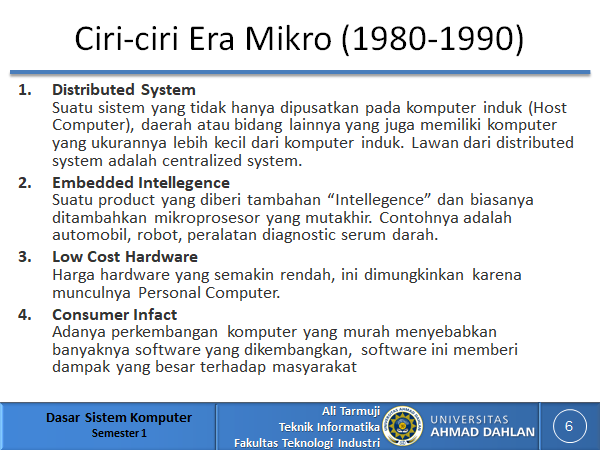 Ciri-ciri Era Mikro (1980-1990)
1. Distributed System
Suatu sistem yang tidak hanya dipusatkan pada komputer induk (Host
Computer), daerah atau bidang lainnya yang juga memiliki komputer
yang ukurannya lebih kecil dari komputer induk. Lawan dari distributed
system adalah centralized system.
2. Embedded Intellegence
Suatu product yang diberi tambahan “Intellegence” dan biasanya
ditambahkan mikroprosesor yang mutakhir. Contohnya adalah
automobil, robot, peralatan diagnostic serum darah.
3. Low Cost Hardware
Harga hardware yang semakin rendah, ini dimungkinkan karena
munculnya Personal Computer.
4. Consumer Infact
Adanya perkembangan komputer yang murah menyebabkan
banyaknya software yang dikembangkan, software ini memberi
dampak yang besar terhadap masyarakat
Dasar Sistem Komputer
Semester 1
Ali Tarmuji
Teknik Informatika
Fakultas Teknologi Industri
UNIVERSITAS
AHMAD DAHLAN
6